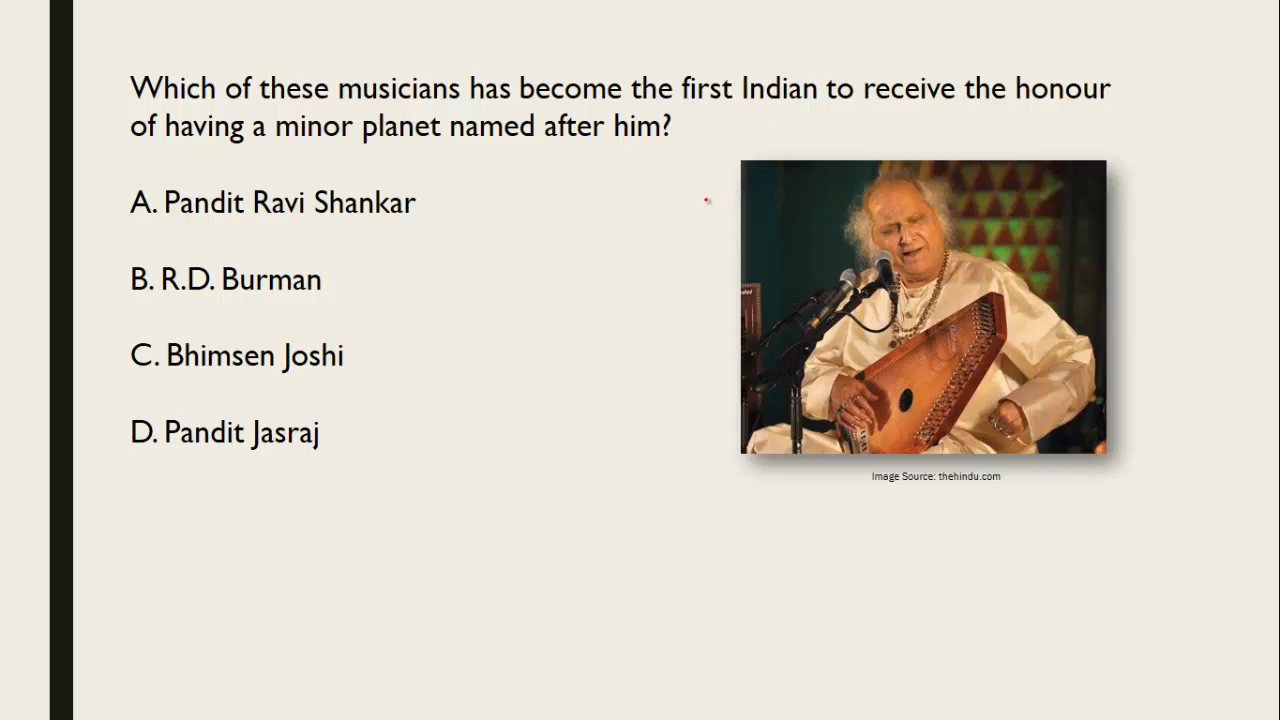 Which of these musicians has become the first Indian to receive the honour
of having a minor planet named after him?
A. Pandit Ravi Shankar
B. R.D. Burman
C. Bhimsen Joshi
D. Pandit Jasraj
Image Source: thehindu.com